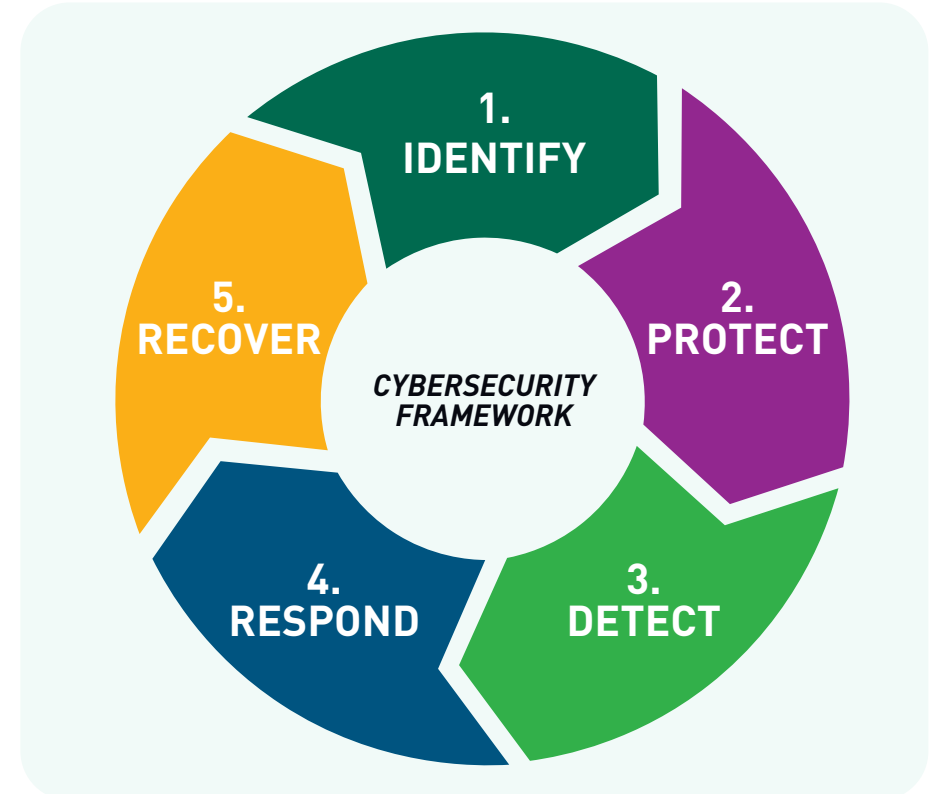 1.
IDENTIFY
2.
PROTECT
3.
DETECT
4.
RESPOND
5.
RECOVER
CYBERSECURITY
FRAMEWORK